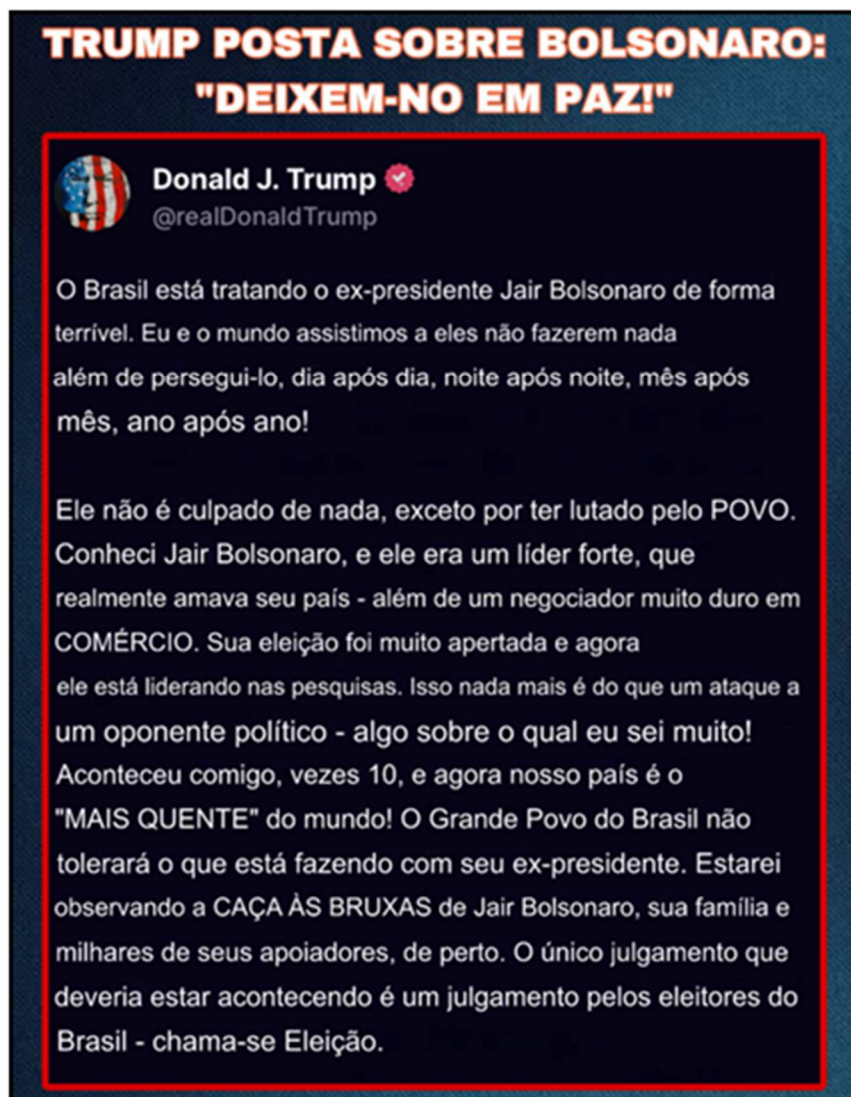 TRUMP POSTA SOBRE BOLSONARO:
"DEIXEM-NO EM PAZ!"
Donald J. Trump
@realDonaldTrump
O Brasil está tratando o ex-presidente Jair Bolsonaro de forma
terrível. Eu e o mundo assistimos a eles não fazerem nada
além de persegui-lo, dia após dia, noite após noite, mês após
mês, ano após ano!
Ele não é culpado de nada, exceto por ter lutado pelo POVO.
Conheci Jair Bolsonaro, e ele era um líder forte, que
realmente amava seu país - além de um negociador muito duro em
COMÉRCIO. Sua eleição foi muito apertada e agora
ele está liderando nas pesquisas. Isso nada mais é do que um ataque a
um oponente político - algo sobre o qual eu sei muito!
Aconteceu comigo, vezes 10, e agora nosso país é o
"MAIS QUENTE" do mundo! O Grande Povo do Brasil não
tolerará o que está fazendo com seu ex-presidente. Estarei
observando a CAÇA ÀS BRUXAS de Jair Bolsonaro, sua família e
milhares de seus apoiadores, de perto. O único julgamento que
deveria estar acontecendo é um julgamento pelos eleitores do
Brasil - chama-se Eleição.